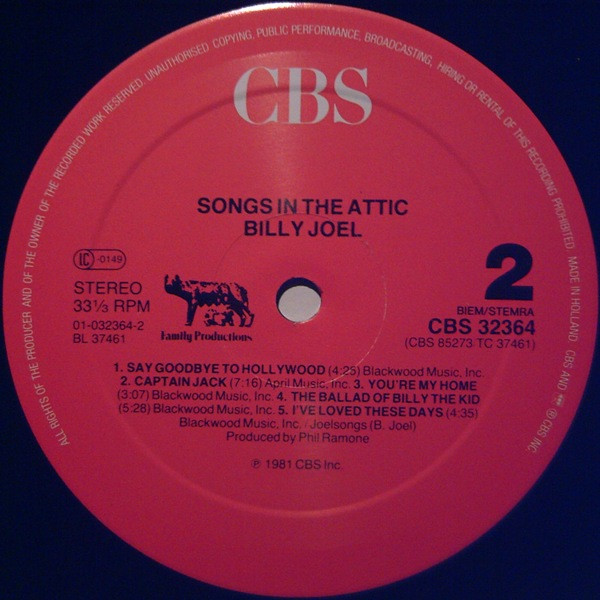 ALL RIGHTS OF THE PRODUCER AND OF THE OWNER OF THE RECORDED WORK RESERVED. UNAUTHORISED COPYING, PUBLIC PERFORMANCE, BROADCASTING, HIRING OR RENTAL OF THIS RECORDING PROHIBITED. MADE IN HOLLAND CBS AND ® CBS INC
CBS
SONGS IN THE ATTIC
BILLY JOEL
LC 0149
STEREO
33⅓ RPM
01-032364-2
BL 37461
Family Productions
2
BIEM/STEMRA
CBS 32364
(CBS 85273 TC 37461)
1. SAY GOODBYE TO HOLLYWOOD (4:25) Blackwood Music, Inc.
2. CAPTAIN JACK (7:16) April Music, Inc. 3. YOU'RE MY HOME
(3:07) Blackwood Music, Inc. 4. THE BALLAD OF BILLY THE KID
(5:28) Blackwood Music, Inc. 5. I'VE LOVED THESE DAYS (4:35)
Blackwood Music, Inc./Joelsongs (B. Joel)
Produced by Phil Ramone
℗ 1981 CBS Inc.